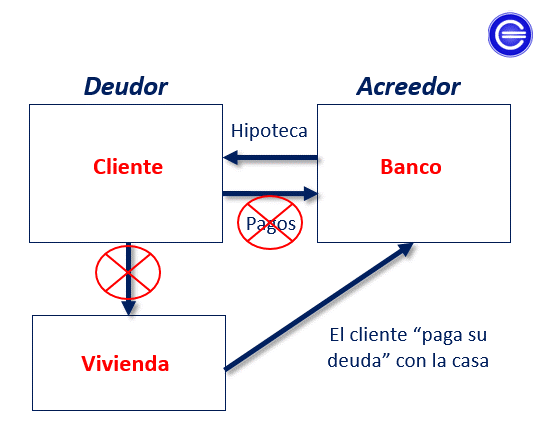 Deudor
Acreedor
Hipoteca
Cliente
Banco
Pagos
El cliente “paga su
deuda” con la casa
Vivienda